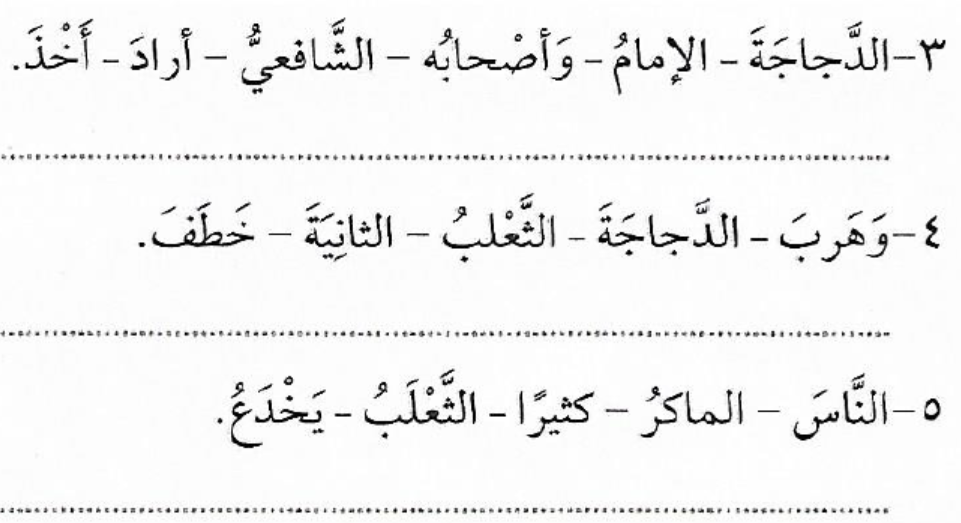 ٣-الدَّجاجَةَ - الإمامُ - وَأصْحابُه – الشَّافعيُّ – أرادَ - أَخْذَ.
٤-وَهَربَ - الدَّجاجَةَ - الثَّعْلبُ – الثانِيَةَ – خَطَفَ.
٥-النَّاسَ – الماكرُ – كثيرًا - الثَّعْلَبُ - يَخْدَعُ.